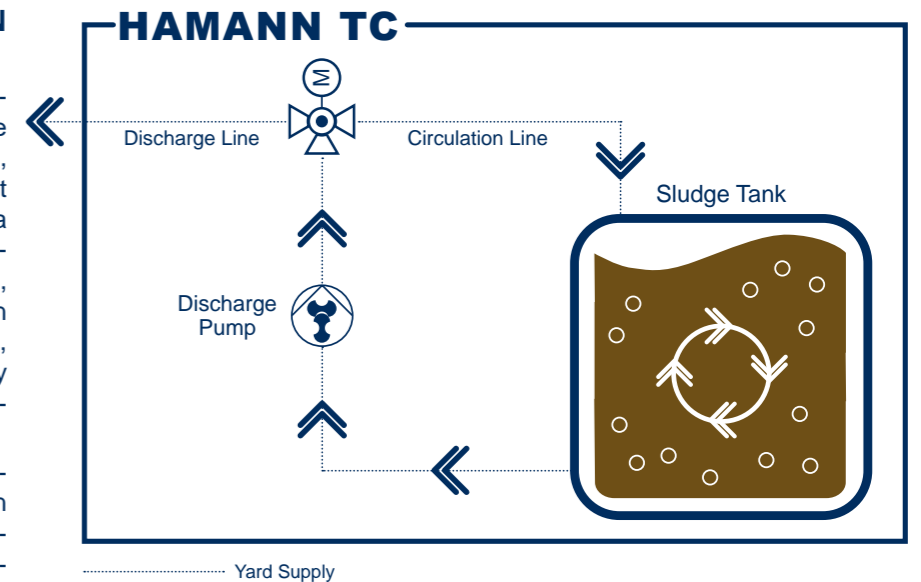 HAMANN TC
M
Discharge Line
Circulation Line
Sludge Tank
Discharge
Pump
Yard Supply